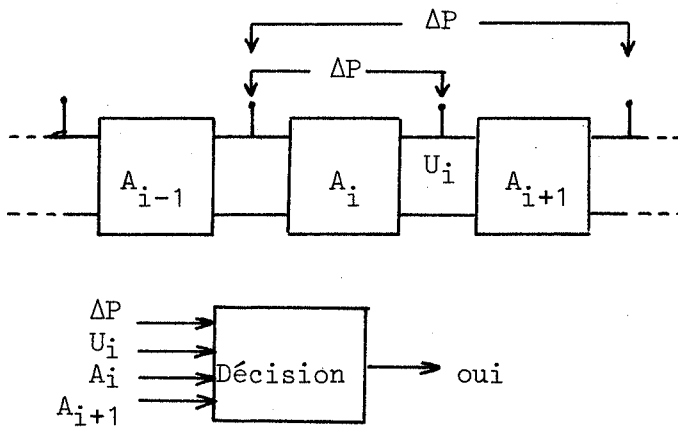 ΔP
ΔP
A_{i-1}
A_i
U_i
A_{i+1}
ΔP
U_i
A_i
A_{i+1}
Décision
oui